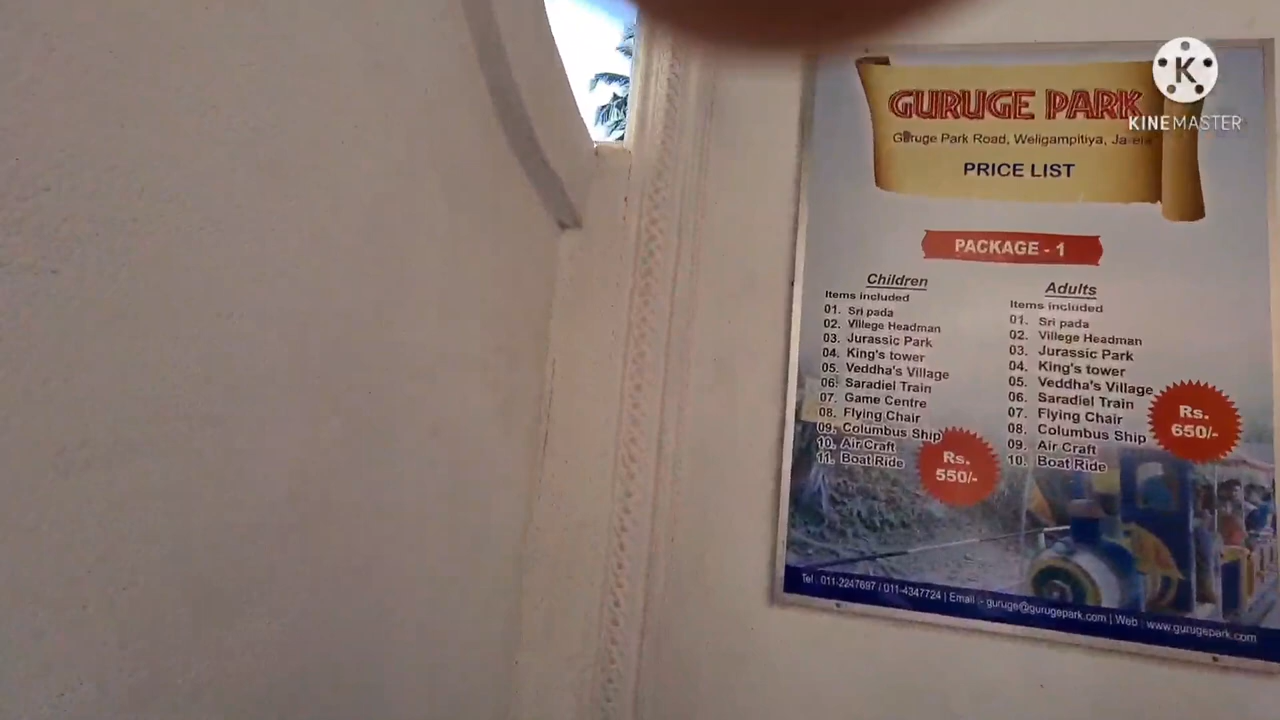 GURUGE PARK
Guruge Park Road, Weligampitiya, Ja-ela
PRICE LIST
PACKAGE - 1
Children
Items included
01. Sri pada
02. Villege Headman
03. Jurassic Park
04. King's tower
05. Veddha's Village
06. Saradiel Train
07. Game Centre
08. Flying Chair
09. Columbus Ship
10. Air Craft
11. Boat Ride
Rs.
550/-
Adults
Items included
01. Sri pada
02. Villege Headman
03. Jurassic Park
04. King's tower
05. Veddha's Village
06. Saradiel Train
07. Flying Chair
08. Columbus Ship
09. Air Craft
10. Boat Ride
Rs.
650/-
Tel : 011-2247697 / 011-4347724 | Email :- guruge@gurugepark.com | Web : www.gurugepark.com
K
KINEMASTER